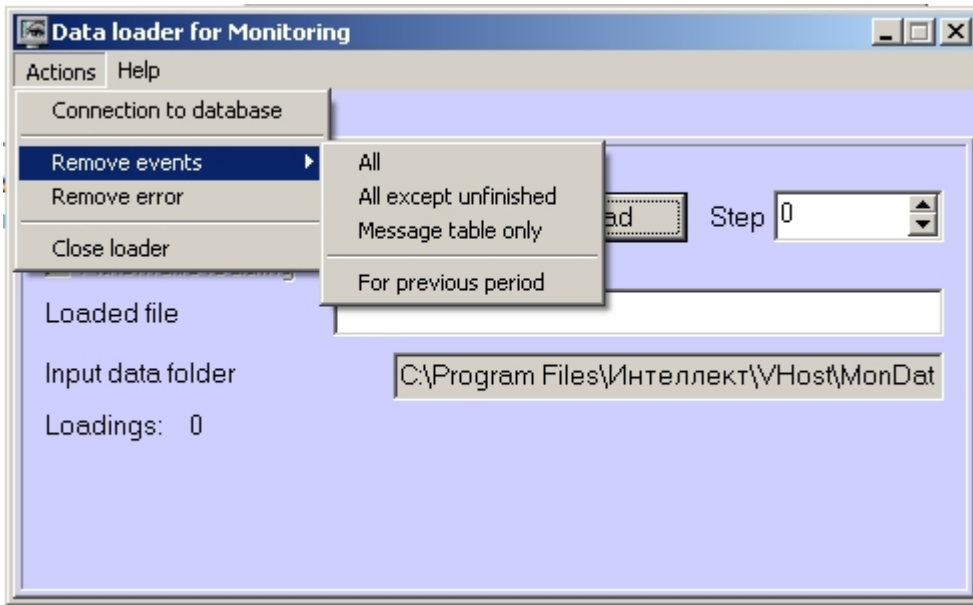 Data loader for Monitoring
Actions Help
Connection to database
Remove events
Remove error
Close loader
All
All except unfinished
Message table only
For previous period
Step 0
Loaded file
Input data folder C:\Program Files\Интеллект\VHost\MonDat
Loadings: 0